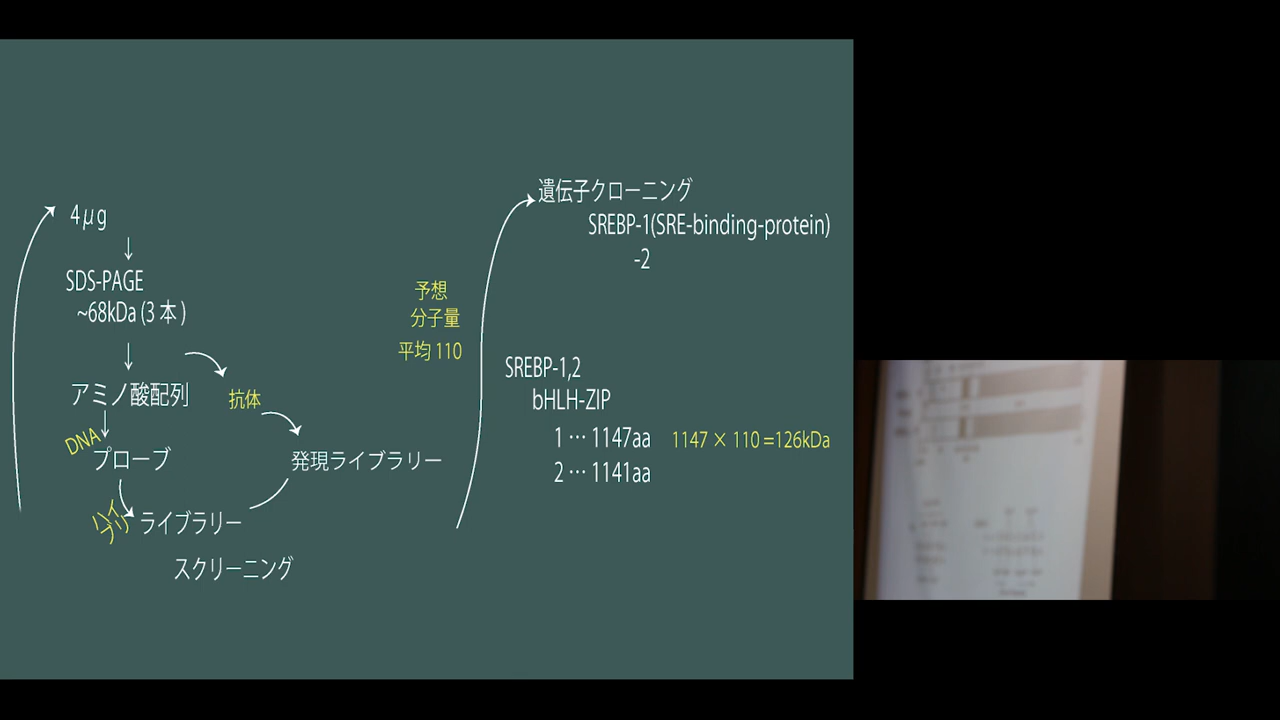 4μg
↓
SDS-PAGE
~68kDa (3 本 )
↓
アミノ酸配列
抗体
↓
DNA
プローブ
発現ライブラリー
ハイブリ
ライブラリー
スクリーニング
遺伝子クローニング
SREBP-1(SRE-binding-protein)
-2
予想
分子量
平均 110
SREBP-1,2
bHLH-ZIP
1 … 1147aa 1147 × 110 =126kDa
2 … 1141aa